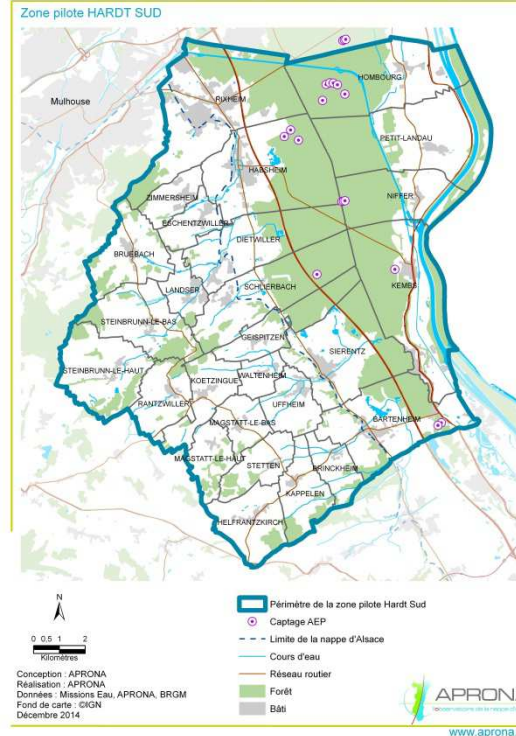 Zone pilote HARDT SUD
Mulhouse
HOMBOURG
RIXHEIM
PETIT-LANDAU
HABSHEIM
NIFFER
ZIMMERSHEIM
ESCHENTZWILLER
DIETWILLER
BRUEBACH
KEMBS
LANDSER
SCHLIERBACH
STEINBRUNN-LE-BAS
GEISPITZEN
SIERENTZ
STEINBRUNN-LE-HAUT
WALTENHEIM
KOETZINGUE
RANTZWILLER
UFFHEIM
BARTENHEIM
MAGSTATT-LE-BAS
MAGSTATT-LE-HAUT
STETTEN
BRINCKHEIM
KAPPELEN
HELFRANTZKIRCH
N
0 0,5 1 2
Kilomètres
Périmètre de la zone pilote Hardt Sud
Captage AEP
Limite de la nappe d'Alsace
Cours d'eau
Réseau routier
Forêt
Bâti
Conception : APRONA
Réalisation : APRONA
Données : Missions Eau, APRONA, BRGM
Fond de carte : ©IGN
Décembre 2014
APRONA
www.aprona.